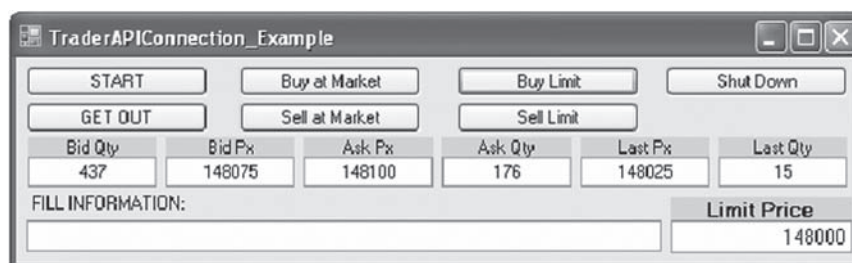 TraderAPIConnection_Example
START Buy at Market Buy Limit Shut Down
GET OUT Sell at Market Sell Limit
Bid Qty Bid Px Ask Px Ask Qty Last Px Last Qty
437 148075 148100 176 148025 15
FILL INFORMATION: Limit Price
148000